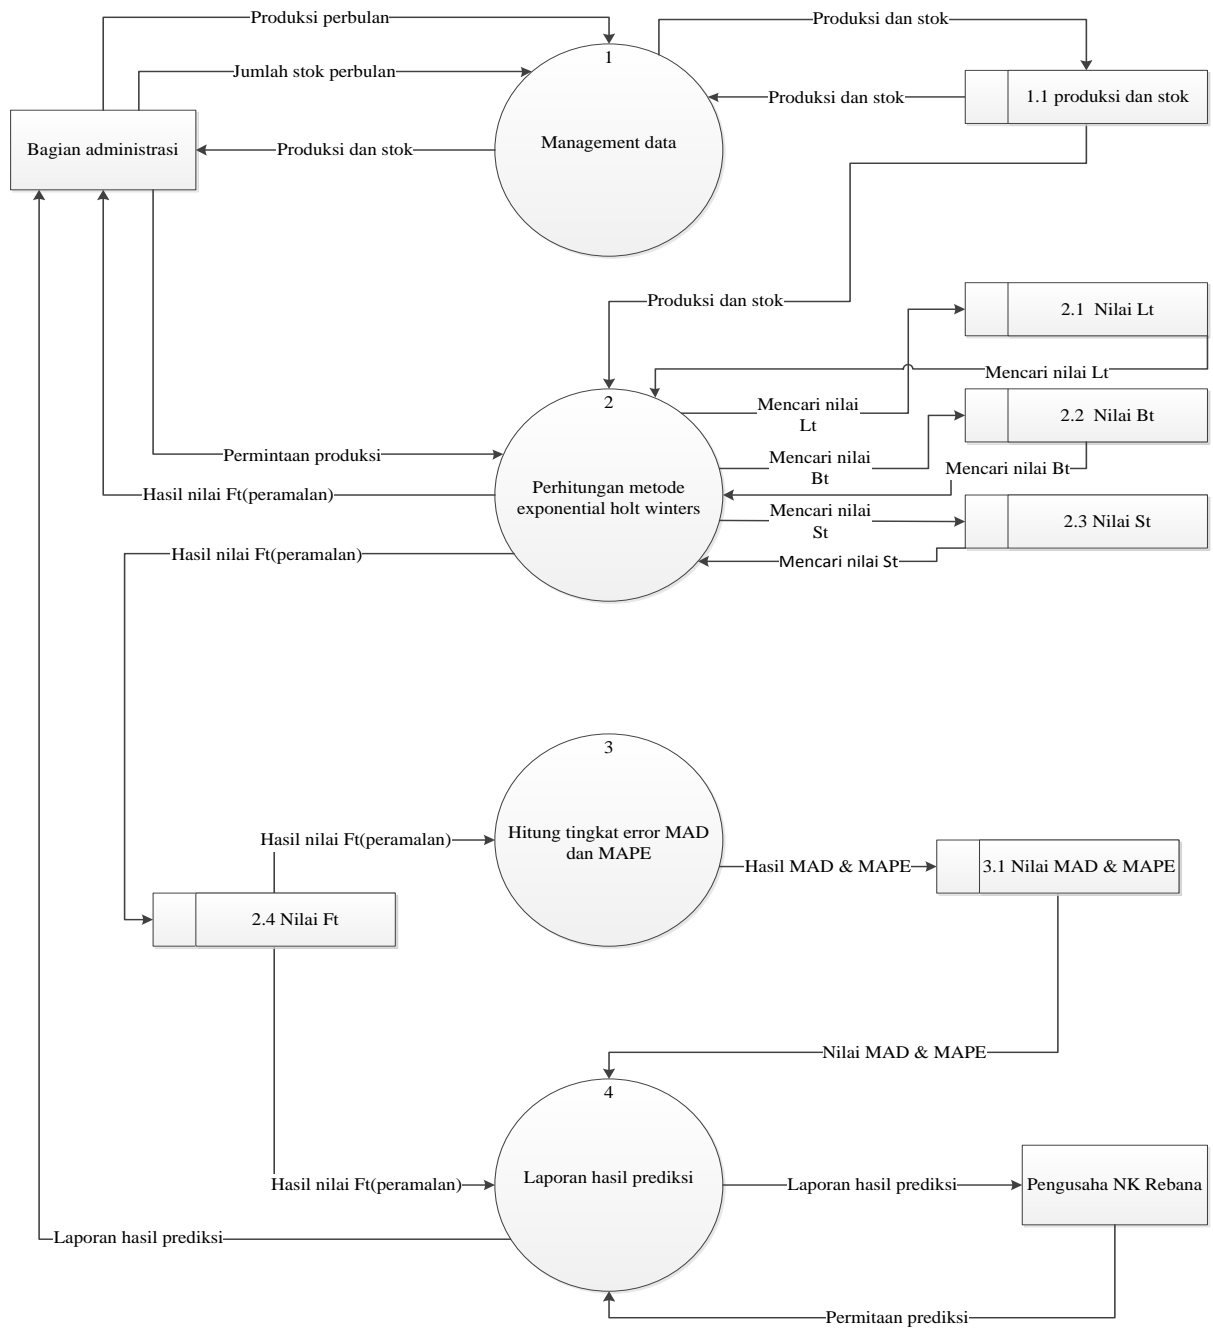 Produksi perbulan
Produksi dan stok
1
Jumlah stok perbulan
Produksi dan stok
1.1 produksi dan stok
Bagian administrasi
Produksi dan stok
Management data
Produksi dan stok
2.1 Nilai Lt
Mencari nilai Lt
2
Mencari nilai
Lt
2.2 Nilai Bt
Permintaan produksi
Mencari nilai
Bt
Mencari nilai Bt
Hasil nilai Ft(peramalan)
Perhitungan metode
exponential holt winters
Mencari nilai
St
2.3 Nilai St
Hasil nilai Ft(peramalan)
Mencari nilai St
3
Hasil nilai Ft(peramalan)
Hitung tingkat error MAD
dan MAPE
Hasil MAD & MAPE
3.1 Nilai MAD & MAPE
2.4 Nilai Ft
Nilai MAD & MAPE
4
Hasil nilai Ft(peramalan)
Laporan hasil prediksi
Laporan hasil prediksi
Pengusaha NK Rebana
Laporan hasil prediksi
Permitaan prediksi